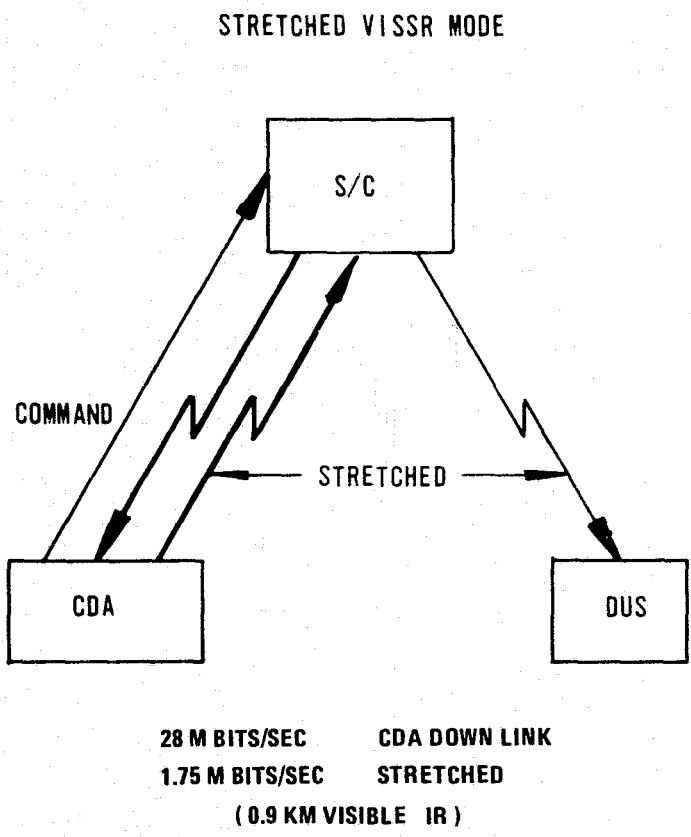 STRETCHED VISSR MODE
S/C
COMMAND
STRETCHED
CDA
DUS
28 M BITS/SEC CDA DOWN LINK
1.75 M BITS/SEC STRETCHED
(0.9 KM VISIBLE IR)